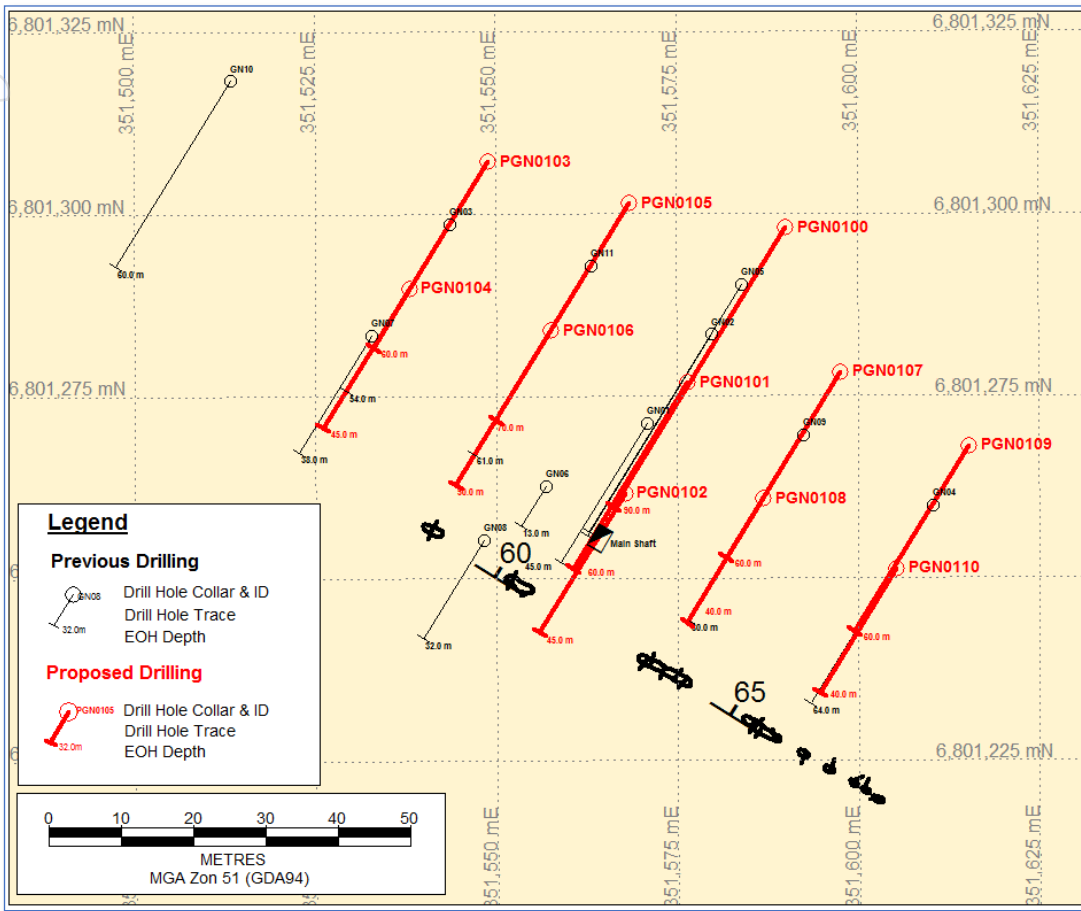 6,801,325 mN
6,801,325 mN
351,500 mE
351,525 mE
351,550 mE
351,575 mE
351,600 mE
351,625 mE
GN10
PGN0103
PGN0105
6,801,300 mN
6,801,300 mN
GN03
PGN0100
GN11
60.0 m
GN05
PGN0104
PGN0106
GN02
GN07
60.0 m
PGN0107
PGN0101
6,801,275 mN
6,801,275 mN
54.0 m
GN01
70.0 m
45.0 m
GN09
PGN0109
38.0 m
61.0 m
GN06
30.0 m
PGN0102
PGN0108
GN04
90.0 m
13.0 m
GN08
Main Shaft
60
45.0 m
60.0 m
60.0 m
PGN0110
40.0 m
80.0 m
32.0 m
45.0 m
60.0 m
40.0 m
64.0 m
65
6,801,225 mN
Legend
Previous Drilling
GN08
Drill Hole Collar & ID
Drill Hole Trace
32.0m
EOH Depth
Proposed Drilling
PGN0105
Drill Hole Collar & ID
Drill Hole Trace
32.0m
EOH Depth
0 10 20 30 40 50
METRES
MGA Zon 51 (GDA94)
351,550 mE
351,575 mE
351,600 mE
351,625 mE